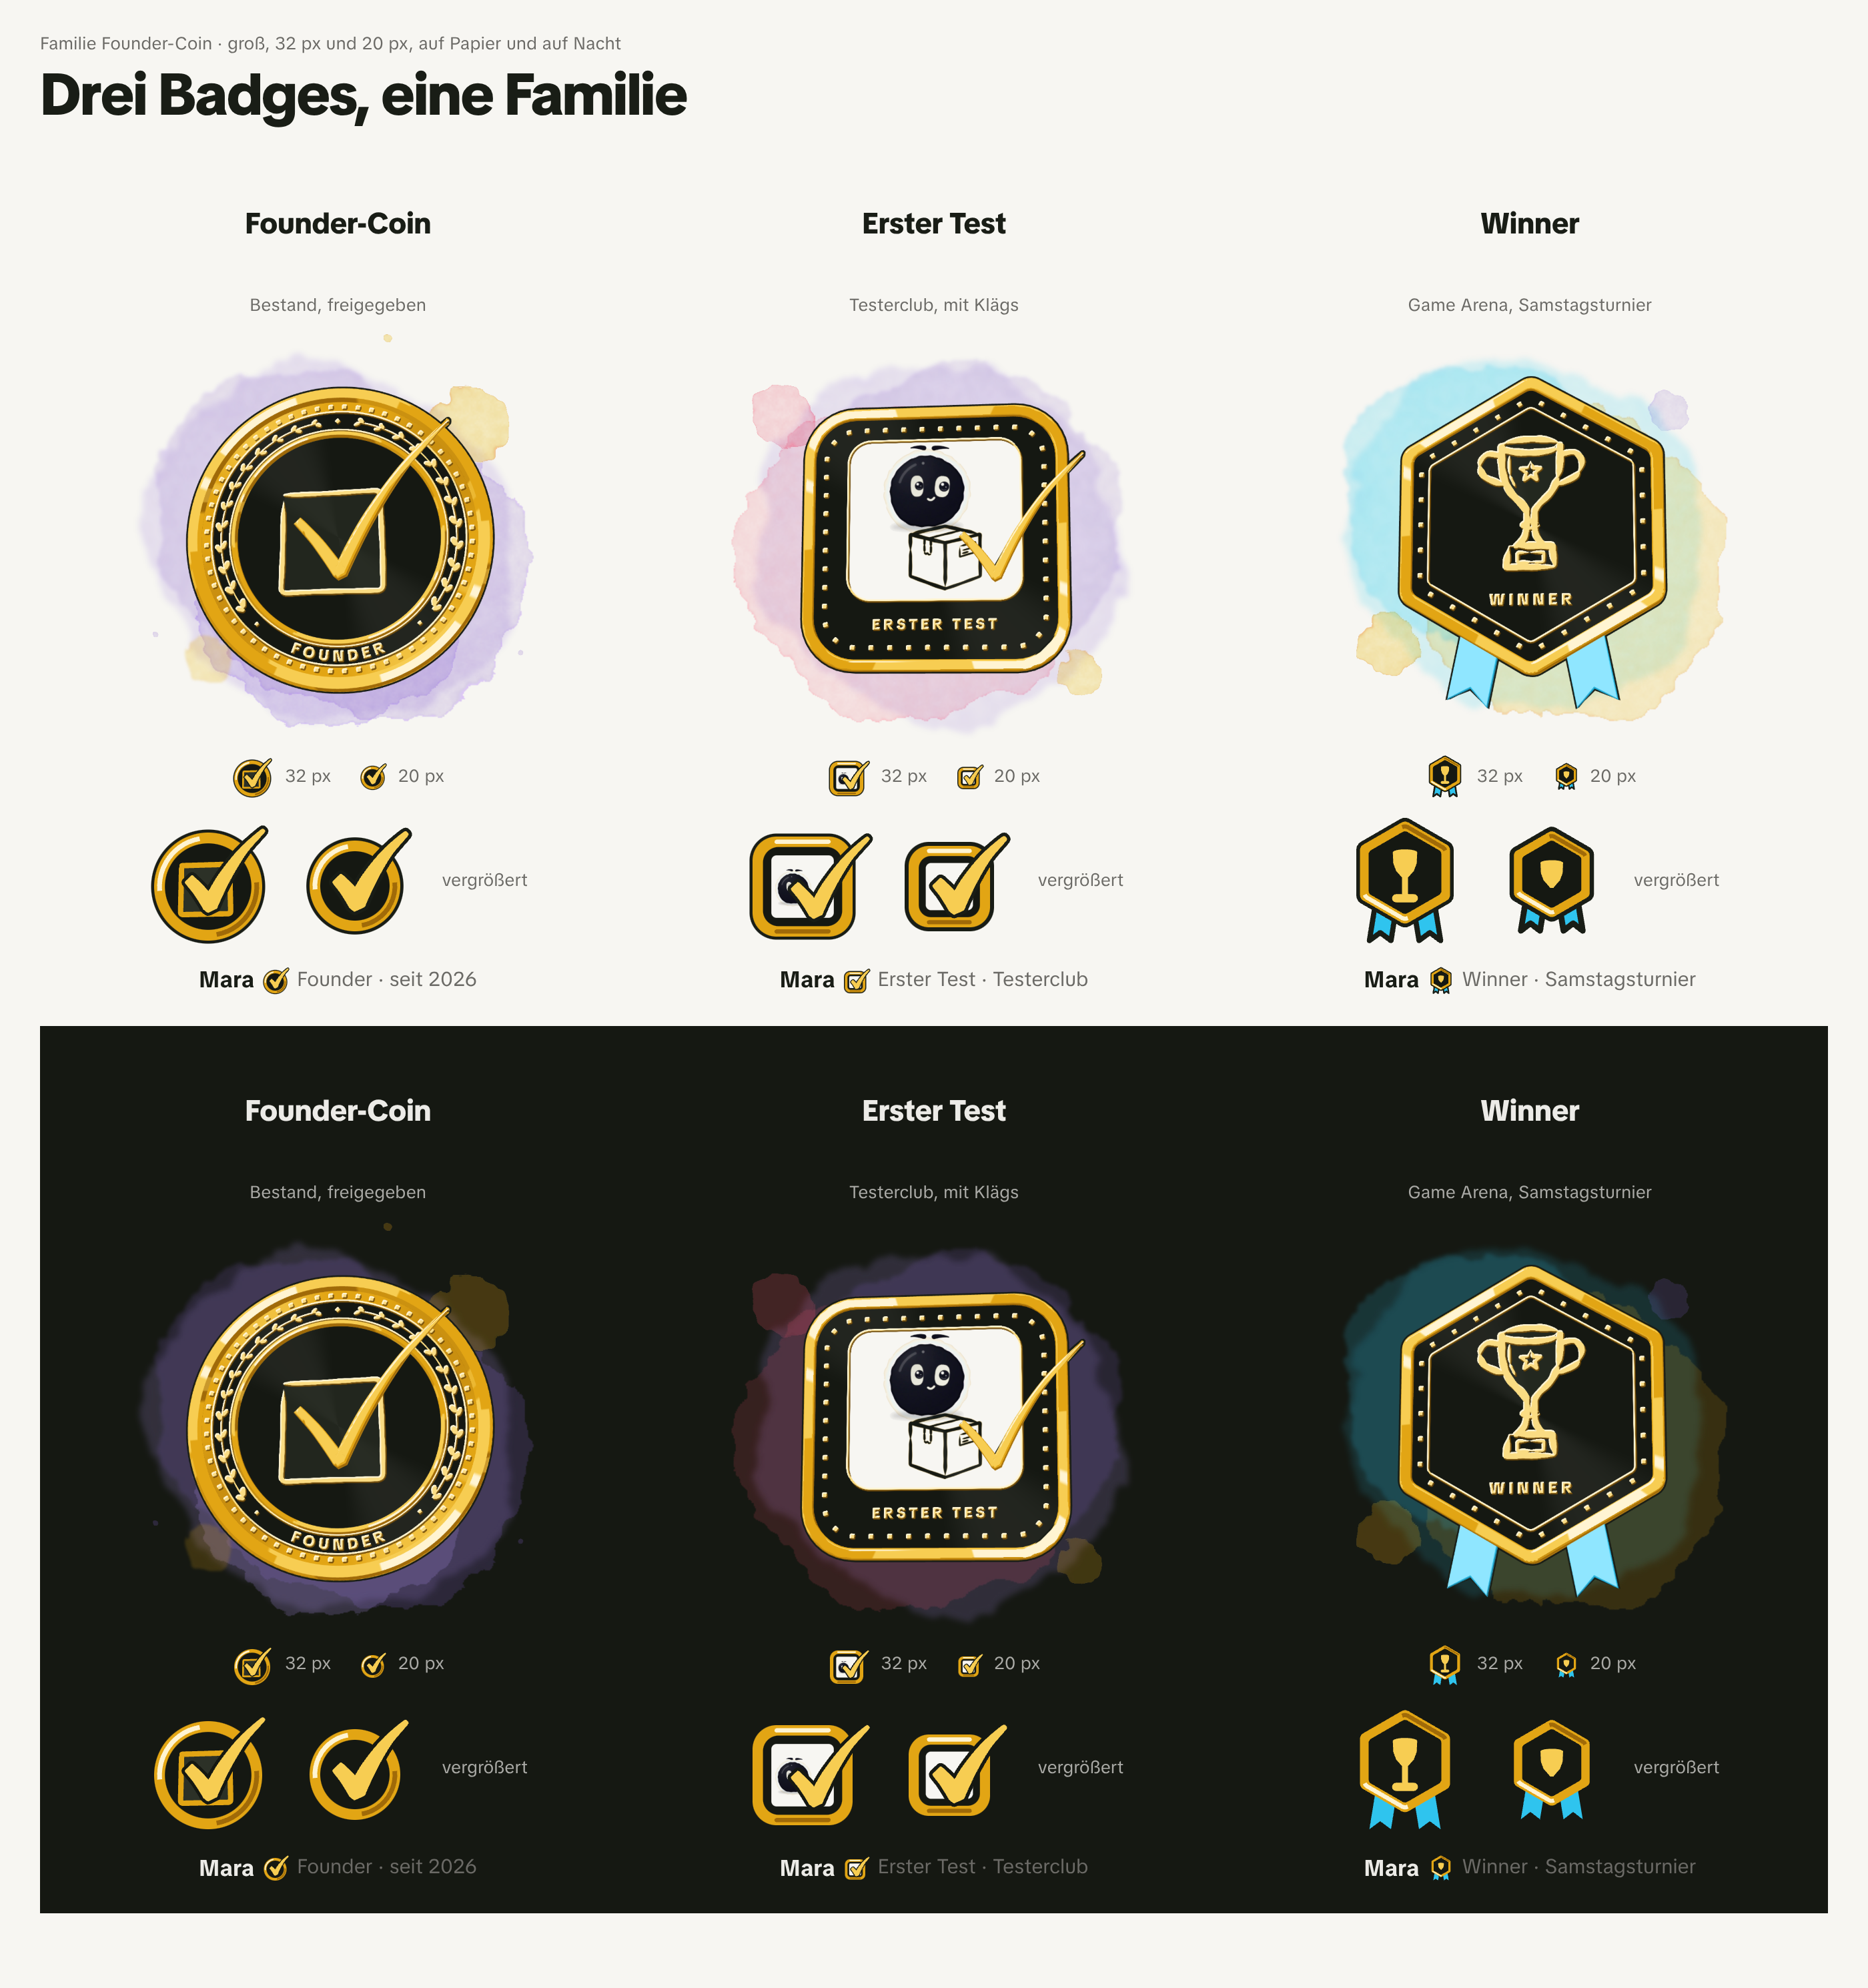 Familie Founder-Coin · groß, 32 px und 20 px, auf Papier und auf Nacht
Drei Badges, eine Familie
Founder-Coin
Erster Test
Winner
Bestand, freigegeben
Testerclub, mit Klägs
Game Arena, Samstagsturnier
FOUNDER
ERSTER TEST
WINNER
32 px 20 px
32 px 20 px
32 px 20 px
vergrößert
vergrößert
vergrößert
Mara Founder · seit 2026
Mara Erster Test · Testerclub
Mara Winner · Samstagsturnier
Founder-Coin
Erster Test
Winner
Bestand, freigegeben
Testerclub, mit Klägs
Game Arena, Samstagsturnier
FOUNDER
ERSTER TEST
WINNER
32 px 20 px
32 px 20 px
32 px 20 px
vergrößert
vergrößert
vergrößert
Mara Founder · seit 2026
Mara Erster Test · Testerclub
Mara Winner · Samstagsturnier